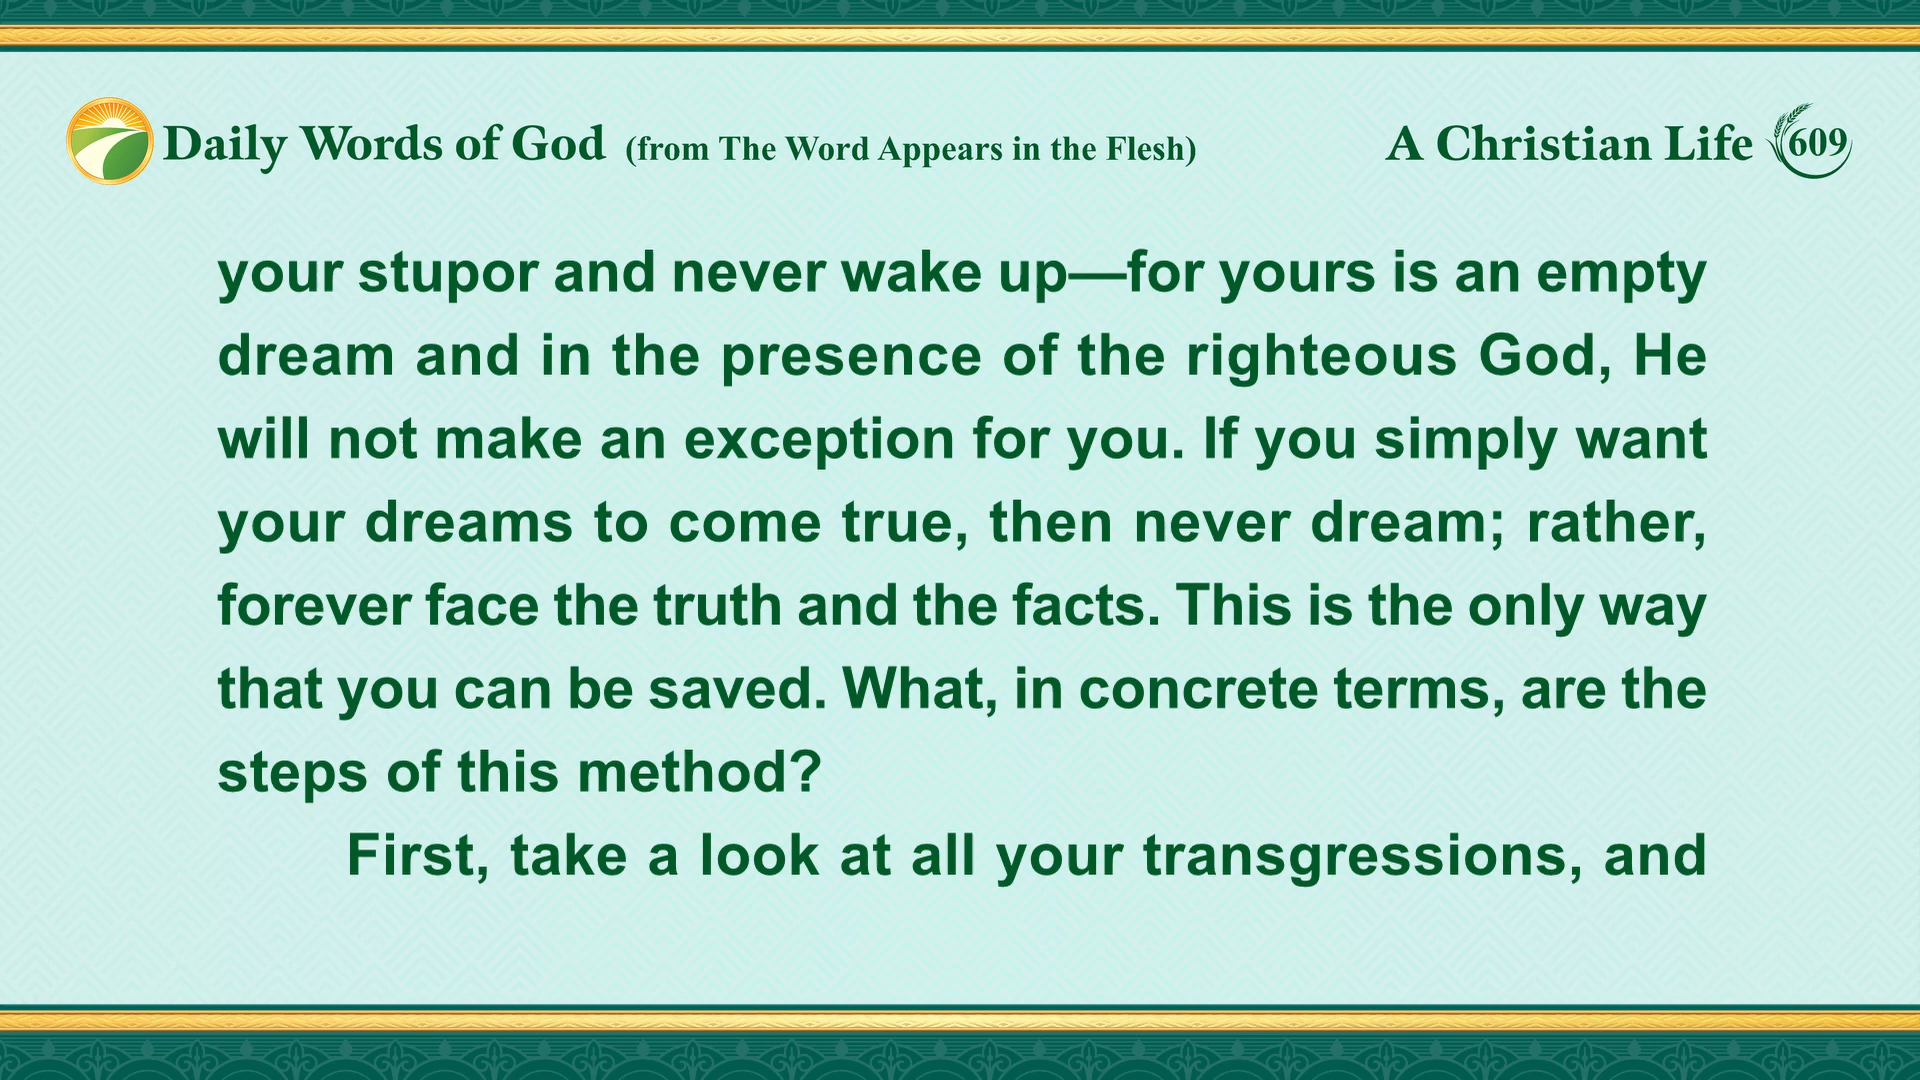 Daily Words of God (from The Word Appears in the Flesh) A Christian Life 609
your stupor and never wake up—for yours is an empty
dream and in the presence of the righteous God, He
will not make an exception for you. If you simply want
your dreams to come true, then never dream; rather,
forever face the truth and the facts. This is the only way
that you can be saved. What, in concrete terms, are the
steps of this method?
First, take a look at all your transgressions, and